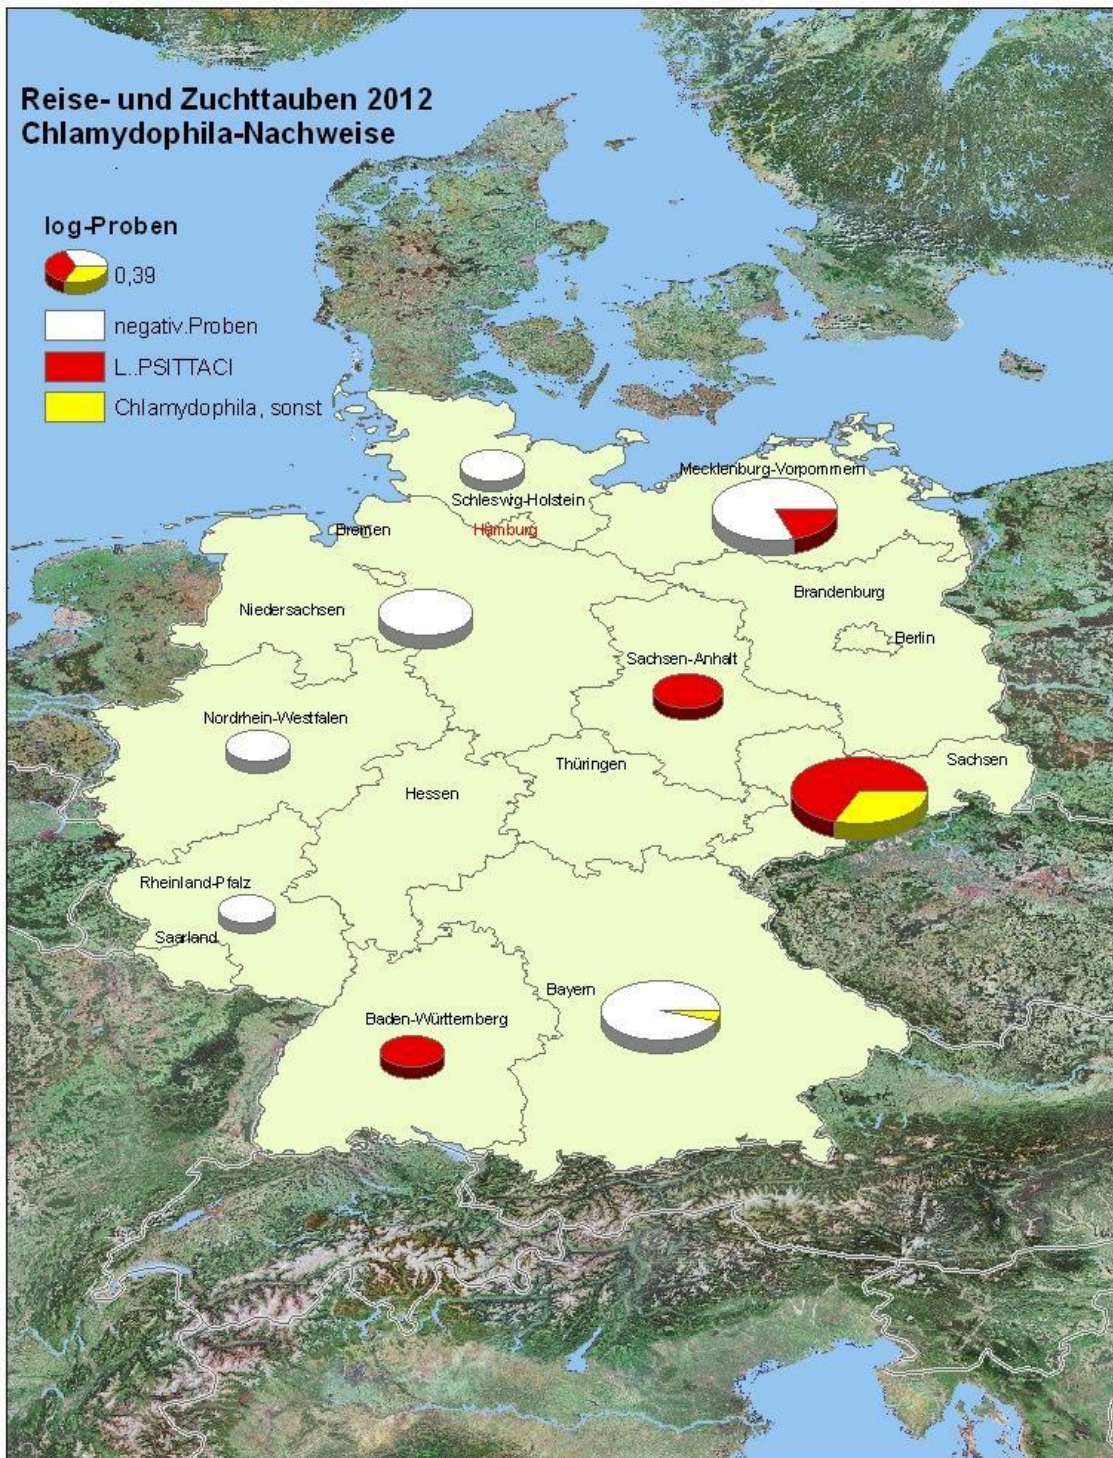 Reise- und Zuchttauben 2012
Chlamydophila-Nachweise
log-Proben
0,39
negativ.Proben
L..PSITTACI
Chlamydophila, sonst
Mecklenburg-Vorpommern
Schleswig-Holstein
Bremen
Hamburg
Brandenburg
Niedersachsen
Berlin
Sachsen-Anhalt
Nordrhein-Westfalen
Thüringen
Sachsen
Hessen
Rheinland-Pfalz
Saarland
Bayern
Baden-Württemberg